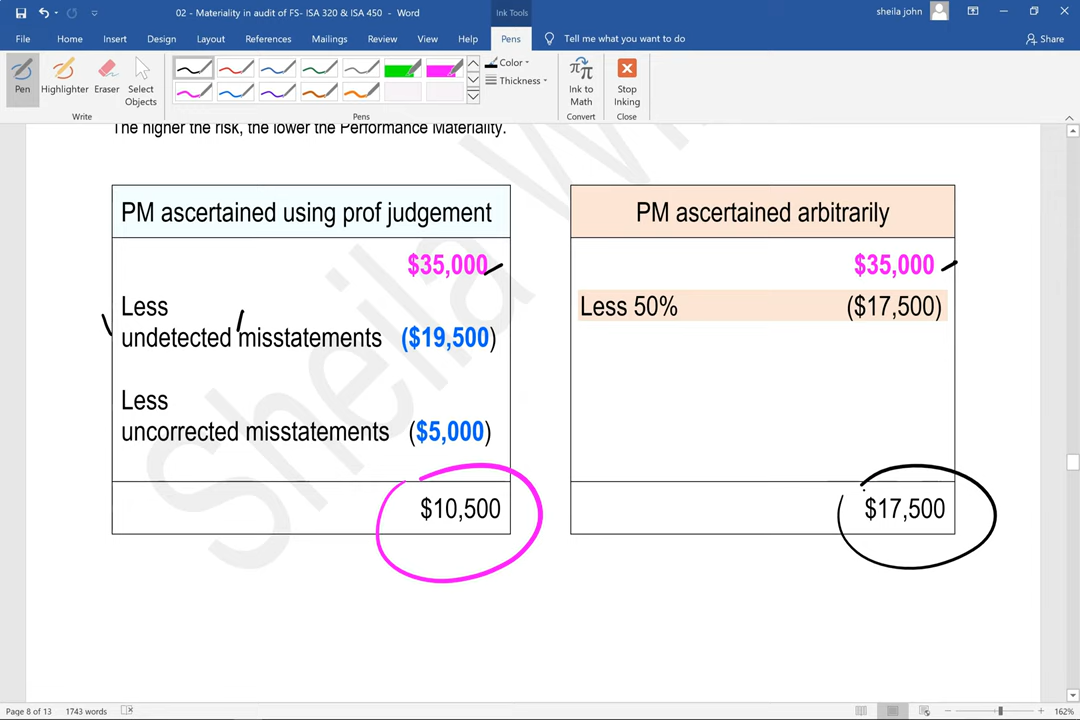 02 - Materiality in audit of FS- ISA 320 & ISA 450 - Word
Ink Tools
sheila john
File Home Insert Design Layout References Mailings Review View Help Pens Tell me what you want to do Share
Pen
Highlighter
Eraser
Select
Objects
Color
Thickness
Ink to
Math
Stop
Inking
Write Pens Convert Close
The higher the risk, the lower the Performance Materiality.
PM ascertained using prof judgement
$35,000
Less
undetected misstatements ($19,500)
Less
uncorrected misstatements ($5,000)
$10,500
PM ascertained arbitrarily
$35,000
Less 50% ($17,500)
$17,500
Sheila Wi
Page 8 of 13 1743 words 162%